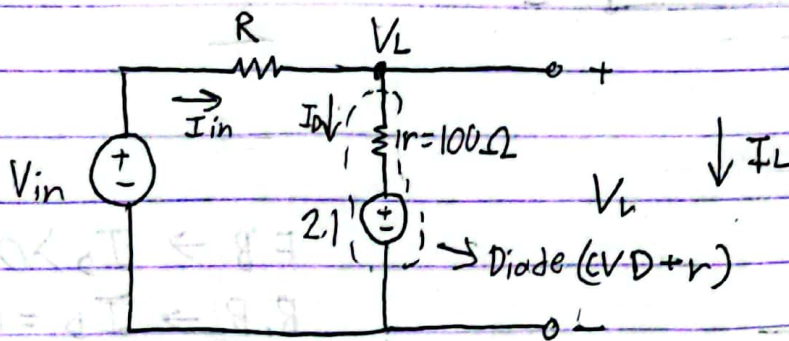 R
VL
+
Iin
ID
r=100Ω
IL
Vin
+
-
2.1
+
-
VL
Diode (CVD+r)
-